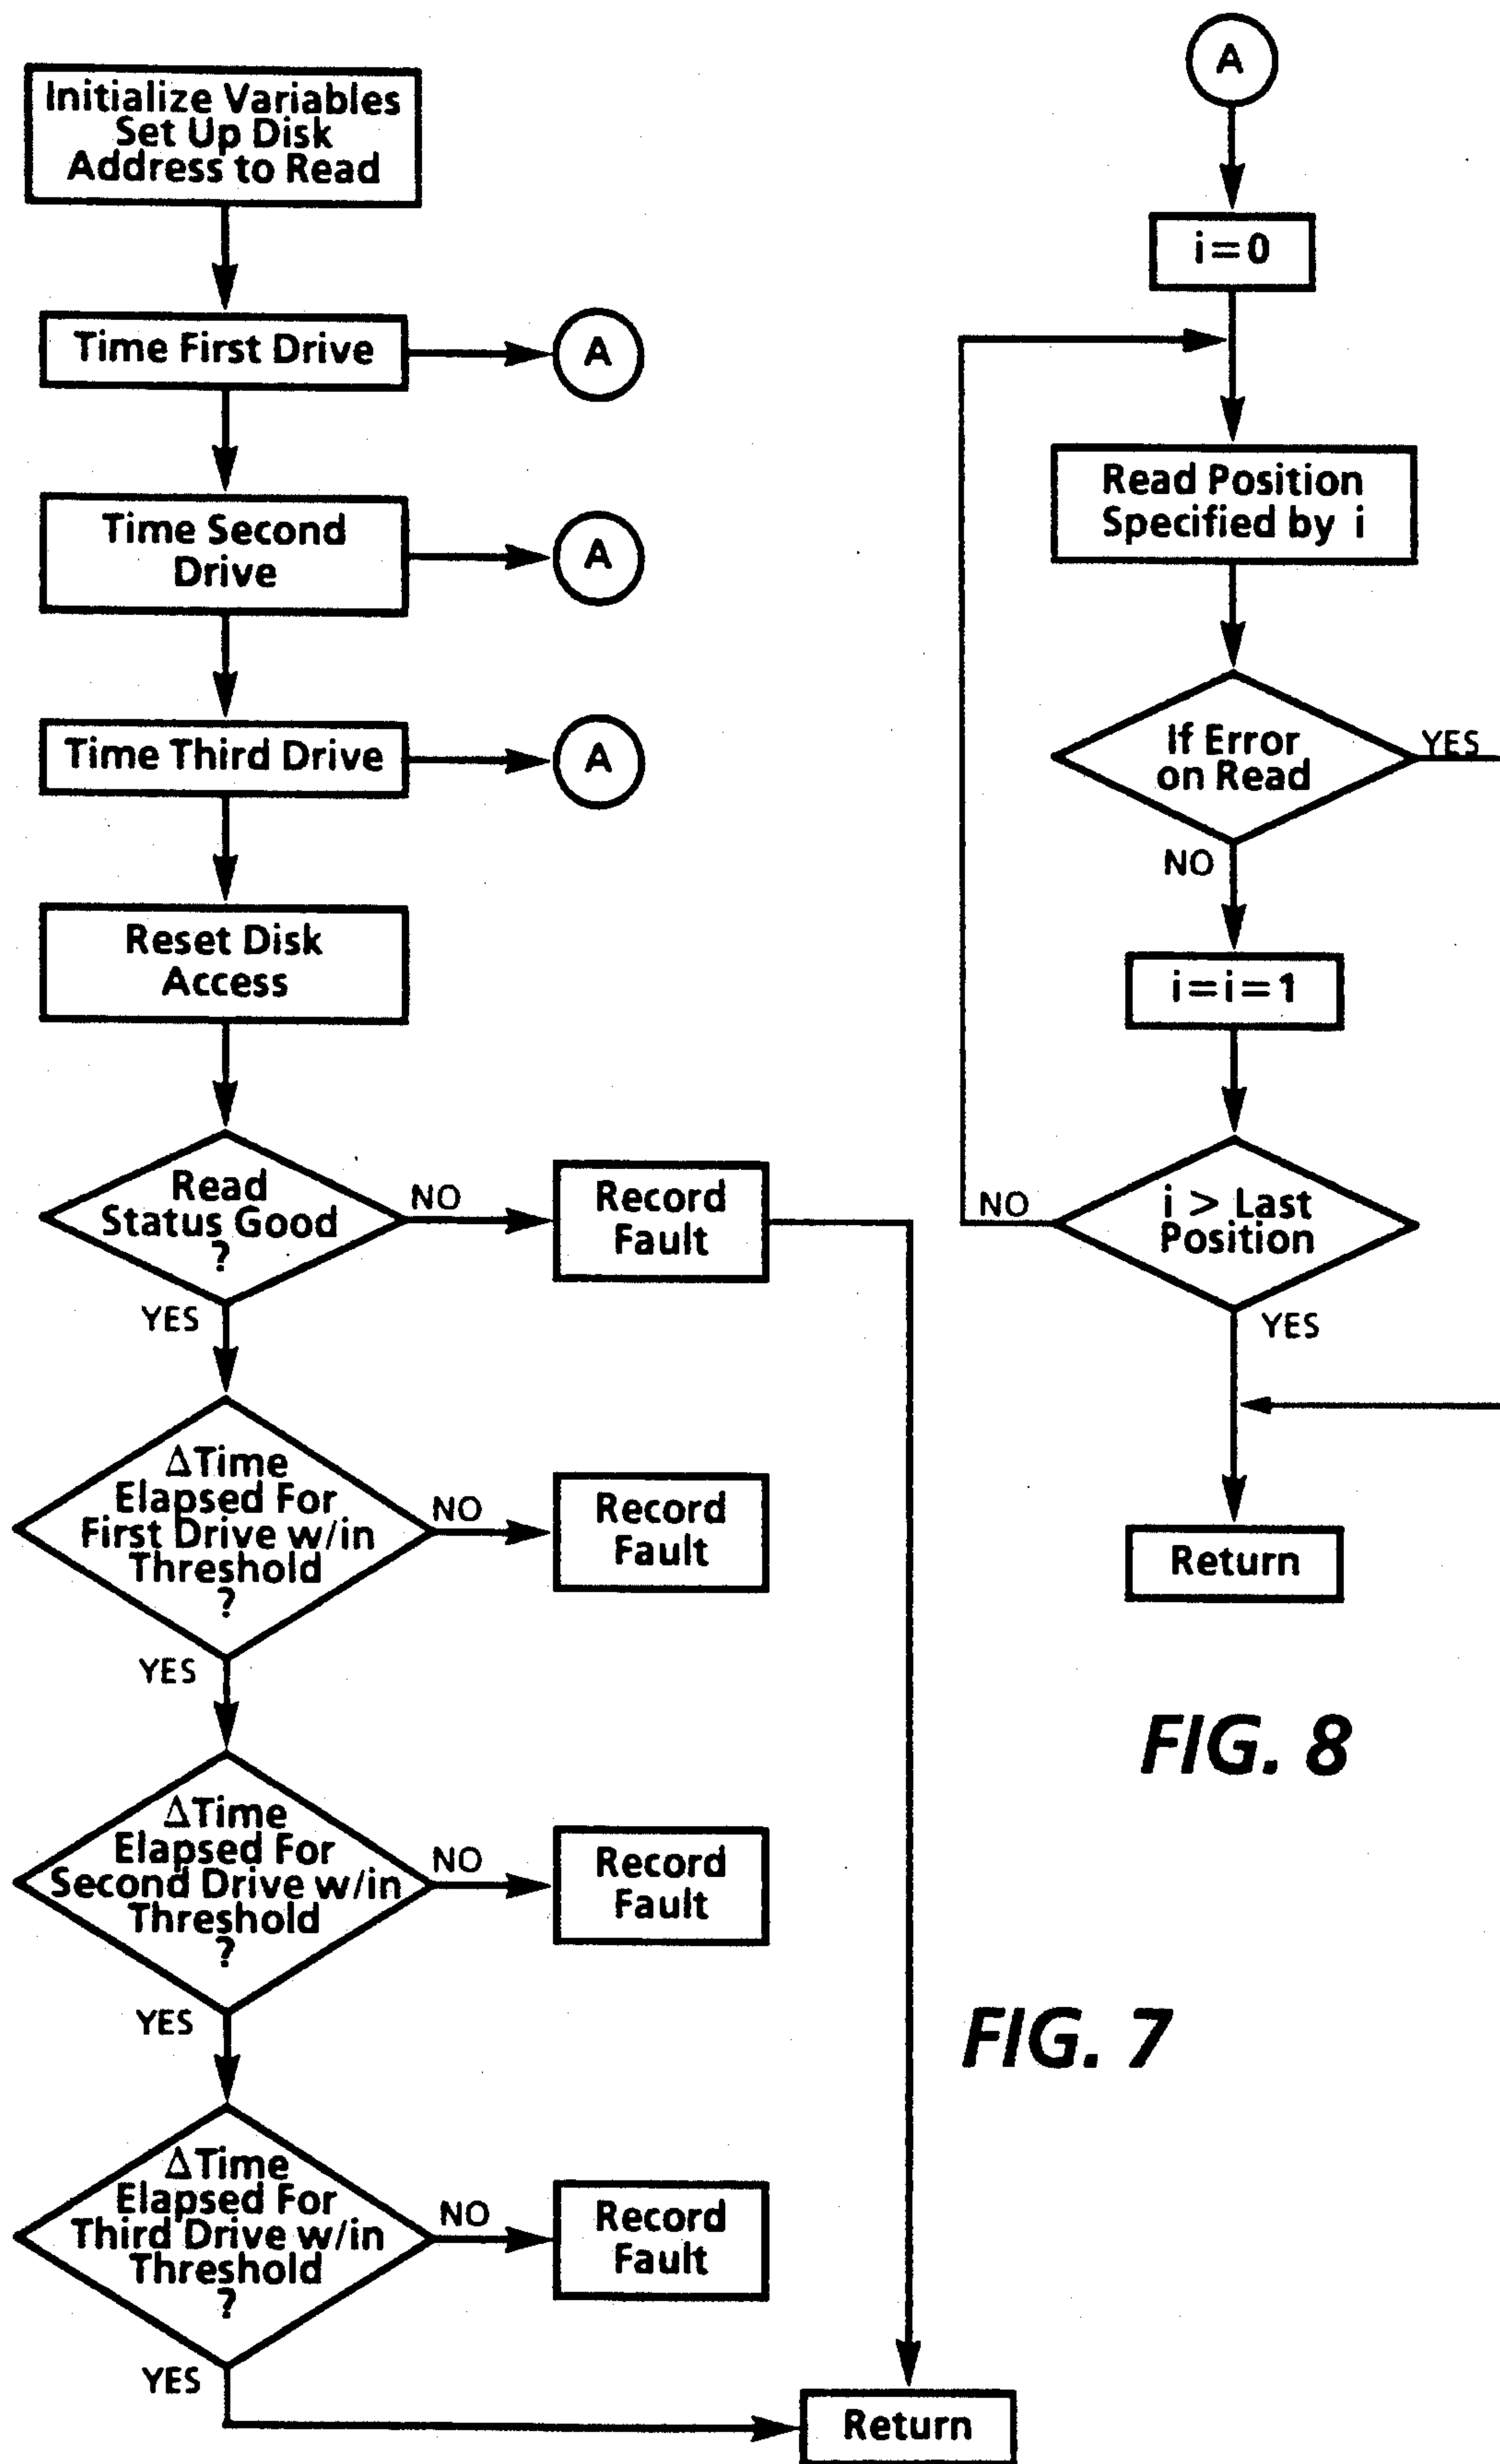 Initialize Variables
Set Up Disk
Address to Read
Time First Drive
A
Time Second
Drive
A
Time Third Drive
A
Reset Disk
Access
Read
Status Good
?
NO
Record
Fault
YES
ΔTime
Elapsed For
First Drive w/in
Threshold
?
NO
Record
Fault
YES
ΔTime
Elapsed For
Second Drive w/in
Threshold
?
NO
Record
Fault
YES
ΔTime
Elapsed For
Third Drive w/in
Threshold
?
NO
Record
Fault
YES
Return
FIG. 7
A
i=0
Read Position
Specified by i
If Error
on Read
YES
NO
i=i=1
i > Last
Position
NO
YES
Return
FIG. 8